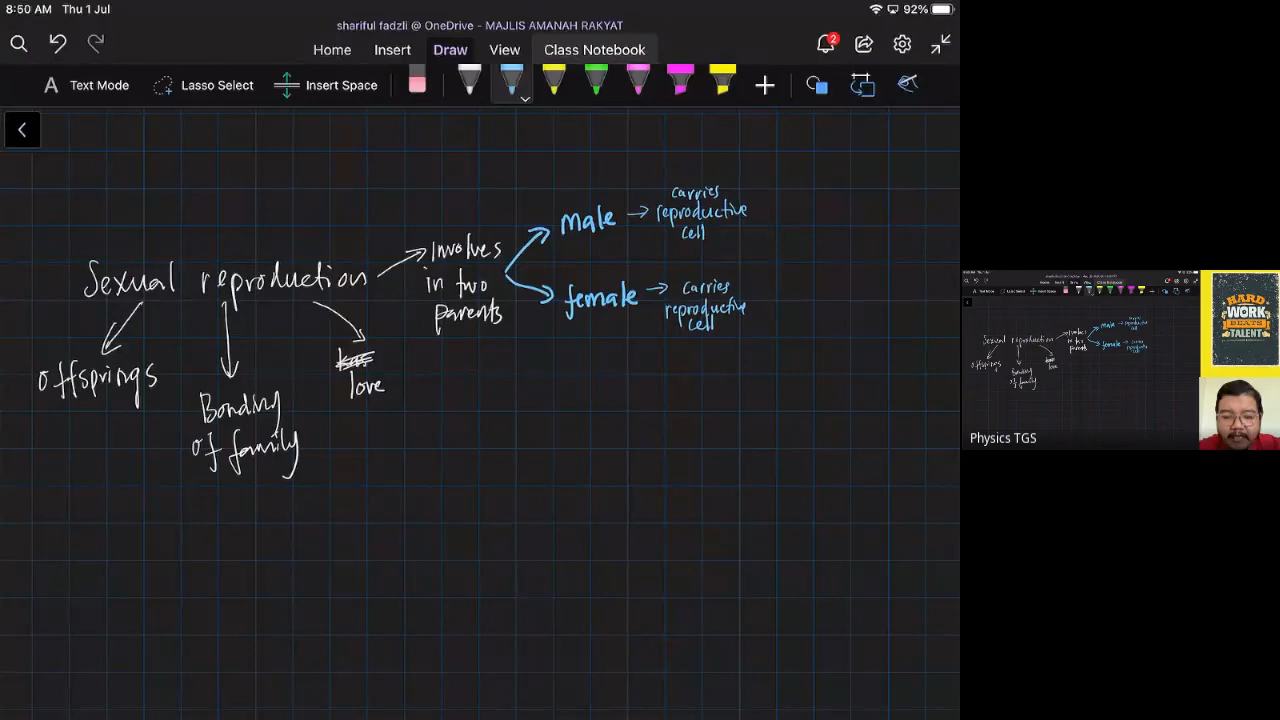 8:50 AM Thu 1 Jul
92%
shariful fadzli @ OneDrive - MAJLIS AMANAH RAKYAT
Home Insert Draw View Class Notebook
2
A Text Mode Lasso Select Insert Space
carries
reproductive
cell
male
Involves
in two
parents
Sexual reproduction
female
carries
reproductive
cell
offsprings
love
Bonding
of family
HARD
WORK
BEATS
TALENT
Physics TGS